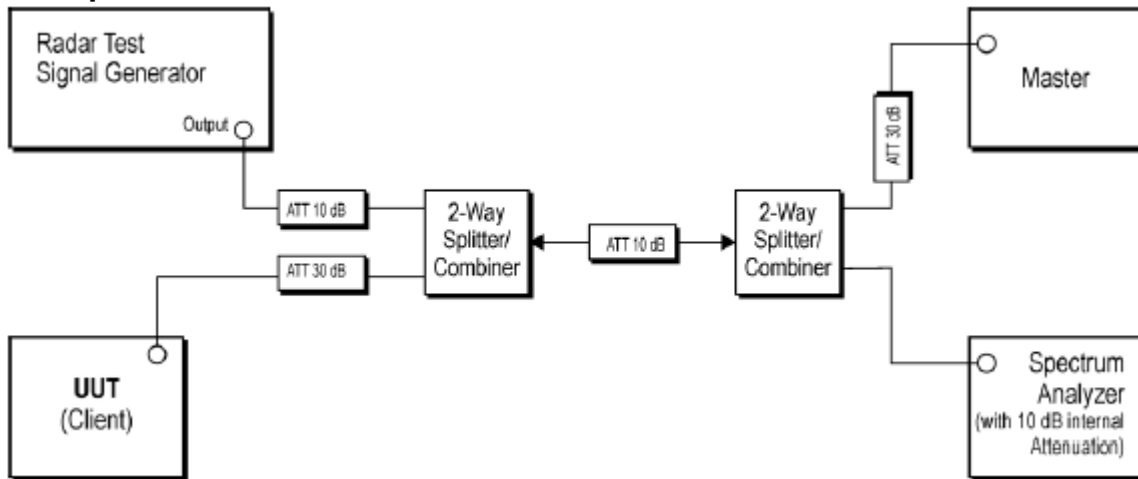 Radar Test
Signal Generator
Output
ATT 10 dB
ATT 30 dB
2-Way
Splitter/
Combiner
ATT 10 dB
2-Way
Splitter/
Combiner
ATT 30 dB
Master
UUT
(Client)
Spectrum
Analyzer
(with 10 dB internal
Attenuation)